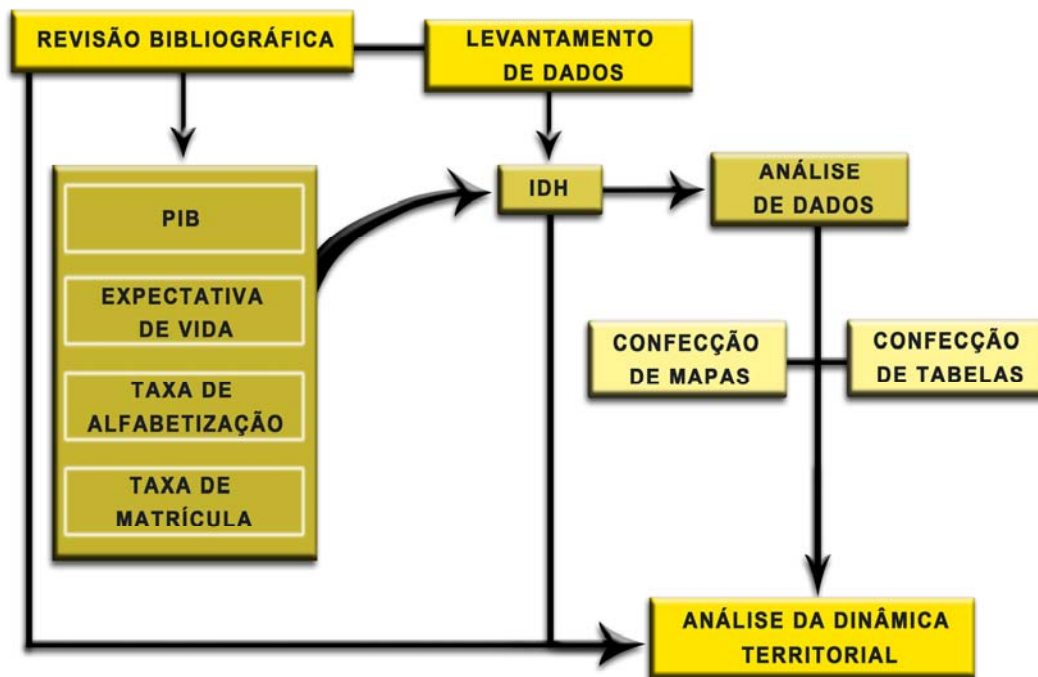 REVISÃO BIBLIOGRÁFICA
LEVANTAMENTO
DE DADOS
PIB
EXPECTATIVA
DE VIDA
TAXA DE
ALFABETIZAÇÃO
TAXA DE
MATRÍCULA
IDH
ANÁLISE
DE DADOS
CONFECÇÃO
DE MAPAS
CONFECÇÃO
DE TABELAS
ANÁLISE DA DINÂMICA
TERRITORIAL